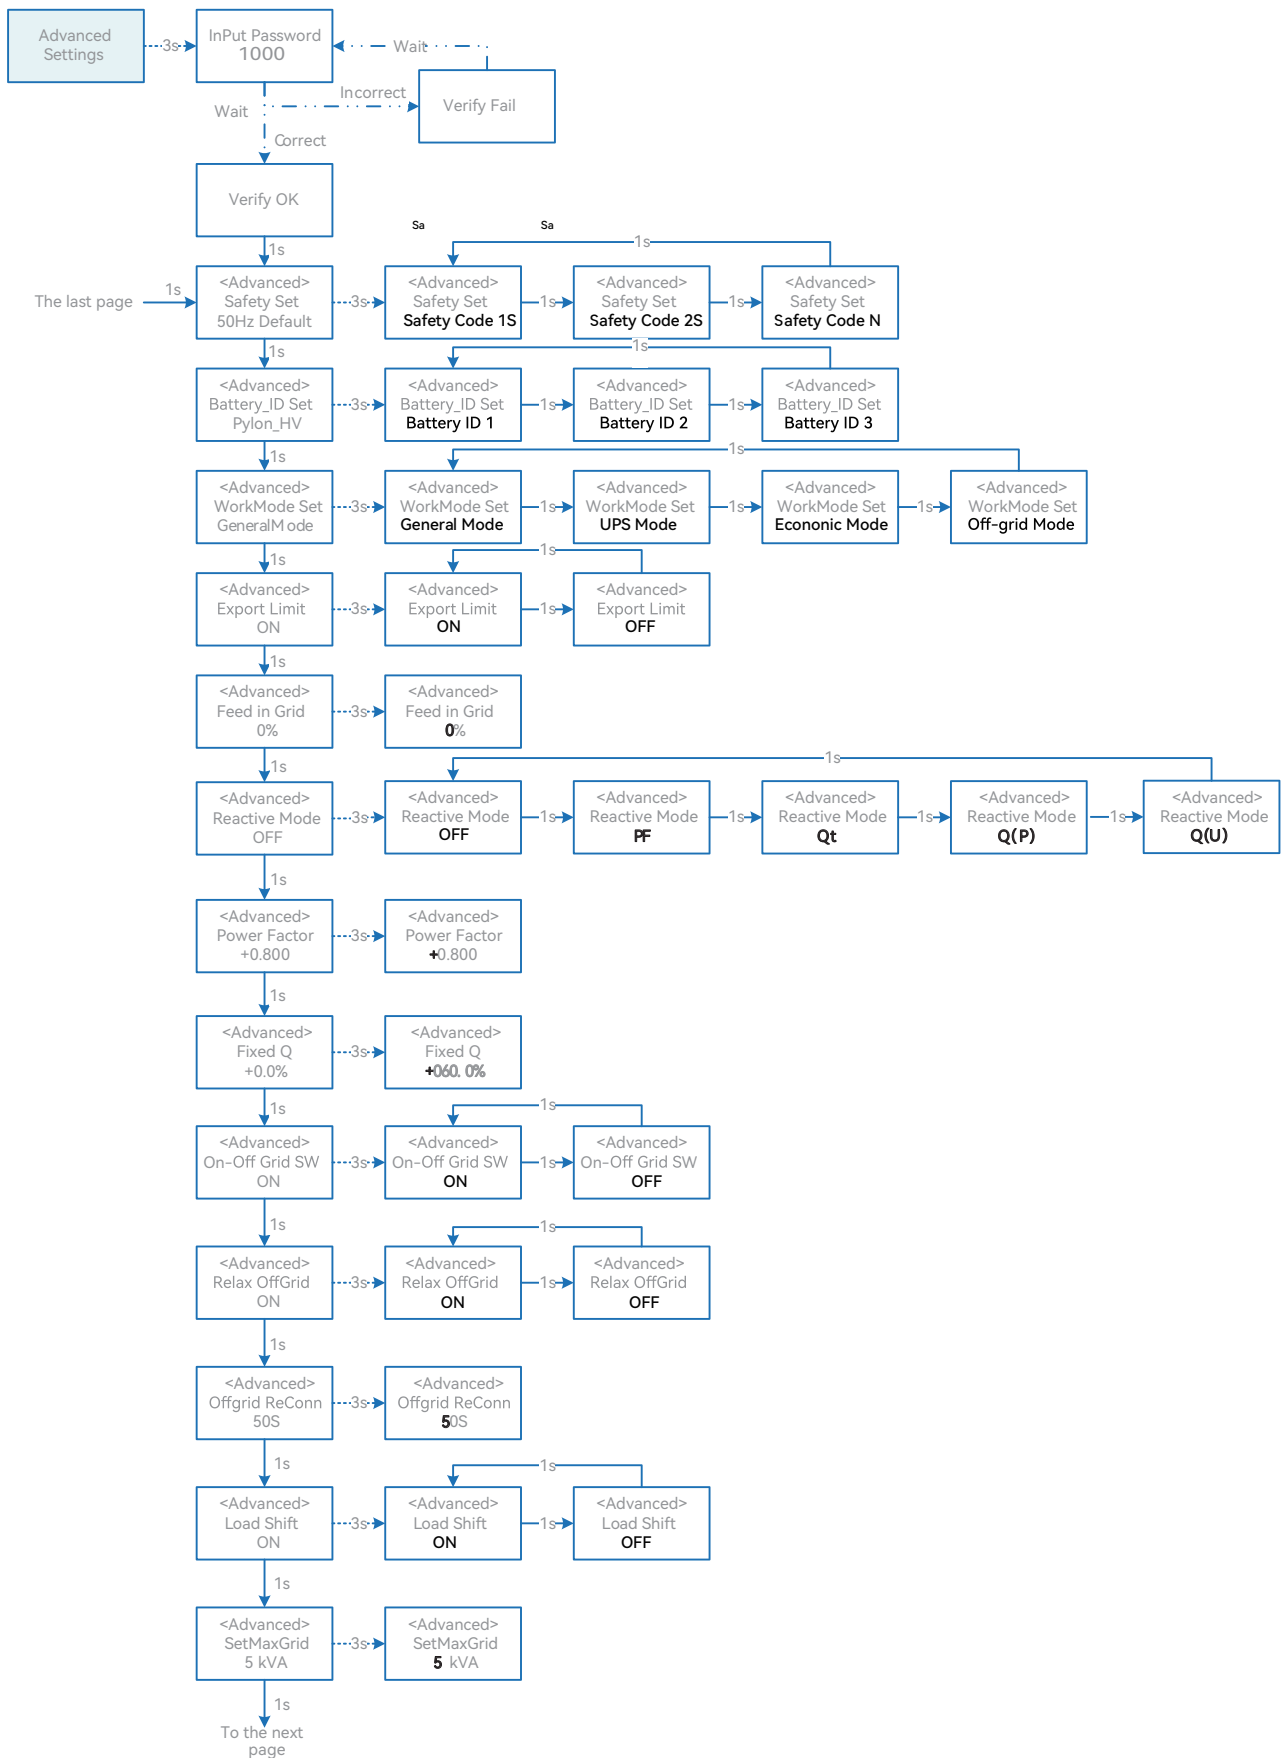 Advanced
Settings
3s
InPut Password
1000
Wait
Incorrect
Verify Fail
Wait
Correct
Verify OK
Sa
Sa
1s
1s
The last page
1s
<Advanced>
Safety Set
50Hz Default
3s
<Advanced>
Safety Set
Safety Code 1S
1s
<Advanced>
Safety Set
Safety Code 2S
1s
<Advanced>
Safety Set
Safety Code N
1s
1s
<Advanced>
Battery_ID Set
Pylon_HV
3s
<Advanced>
Battery_ID Set
Battery ID 1
1s
<Advanced>
Battery_ID Set
Battery ID 2
1s
<Advanced>
Battery_ID Set
Battery ID 3
1s
1s
<Advanced>
WorkMode Set
GeneralMode
3s
<Advanced>
WorkMode Set
General Mode
1s
<Advanced>
WorkMode Set
UPS Mode
1s
<Advanced>
WorkMode Set
Econonic Mode
1s
<Advanced>
WorkMode Set
Off-grid Mode
1s
1s
<Advanced>
Export Limit
ON
3s
<Advanced>
Export Limit
ON
1s
<Advanced>
Export Limit
OFF
1s
<Advanced>
Feed in Grid
0%
3s
<Advanced>
Feed in Grid
0%
1s
1s
<Advanced>
Reactive Mode
OFF
3s
<Advanced>
Reactive Mode
OFF
1s
<Advanced>
Reactive Mode
PF
1s
<Advanced>
Reactive Mode
Qt
1s
<Advanced>
Reactive Mode
Q(P)
1s
<Advanced>
Reactive Mode
Q(U)
1s
<Advanced>
Power Factor
+0.800
3s
<Advanced>
Power Factor
+0.800
1s
<Advanced>
Fixed Q
+0.0%
3s
<Advanced>
Fixed Q
+060.0%
1s
1s
<Advanced>
On-Off Grid SW
ON
3s
<Advanced>
On-Off Grid SW
ON
1s
<Advanced>
On-Off Grid SW
OFF
1s
1s
<Advanced>
Relax OffGrid
ON
3s
<Advanced>
Relax OffGrid
ON
1s
<Advanced>
Relax OffGrid
OFF
1s
<Advanced>
Offgrid ReConn
50S
3s
<Advanced>
Offgrid ReConn
50S
1s
1s
<Advanced>
Load Shift
ON
3s
<Advanced>
Load Shift
ON
1s
<Advanced>
Load Shift
OFF
1s
<Advanced>
SetMaxGrid
5 kVA
3s
<Advanced>
SetMaxGrid
5 kVA
1s
To the next
page